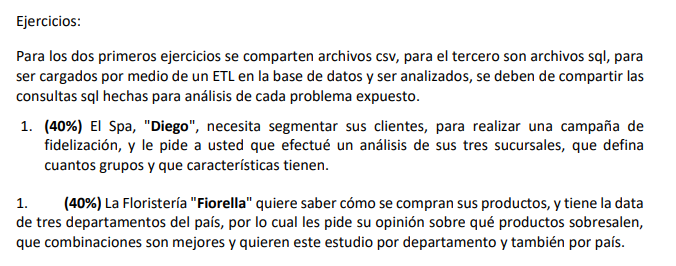 Ejercicios:
Para los dos primeros ejercicios se comparten archivos csv, para el tercero son archivos sql, para
ser cargados por medio de un ETL en la base de datos y ser analizados, se deben de compartir las
consultas sql hechas para análisis de cada problema expuesto.
1. (40%) El Spa, "Diego", necesita segmentar sus clientes, para realizar una campaña de
fidelización, y le pide a usted que efectué un análisis de sus tres sucursales, que defina
cuantos grupos y que características tienen.
1. (40%) La Floristería "Fiorella" quiere saber cómo se compran sus productos, y tiene la data
de tres departamentos del país, por lo cual les pide su opinión sobre qué productos sobresalen,
que combinaciones son mejores y quieren este estudio por departamento y también por país.